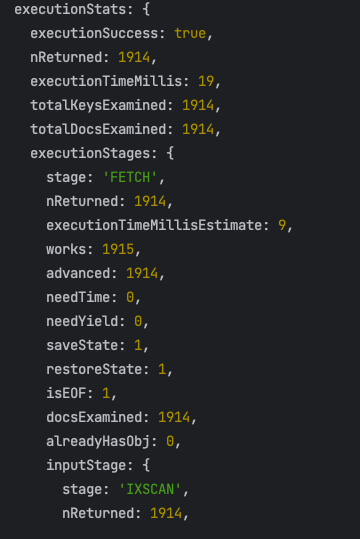 executionStats: {
executionSuccess: true,
nReturned: 1914,
executionTimeMillis: 19,
totalKeysExamined: 1914,
totalDocsExamined: 1914,
executionStages: {
stage: 'FETCH',
nReturned: 1914,
executionTimeMillisEstimate: 9,
works: 1915,
advanced: 1914,
needTime: 0,
needYield: 0,
saveState: 1,
restoreState: 1,
isEOF: 1,
docsExamined: 1914,
alreadyHasObj: 0,
inputStage: {
stage: 'IXSCAN',
nReturned: 1914,